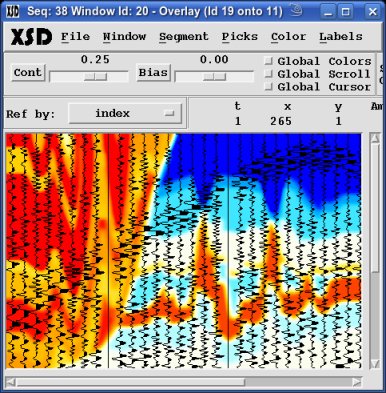 XSD Seq: 38 Window Id: 20 - Overlay (Id 19 onto 11)
XSD File Window Segment Picks Color Labels
0.25 0.00
Cont Bias
Global Colors
Global Scroll
Global Cursor
Ref by: index
t x y
1 265 1